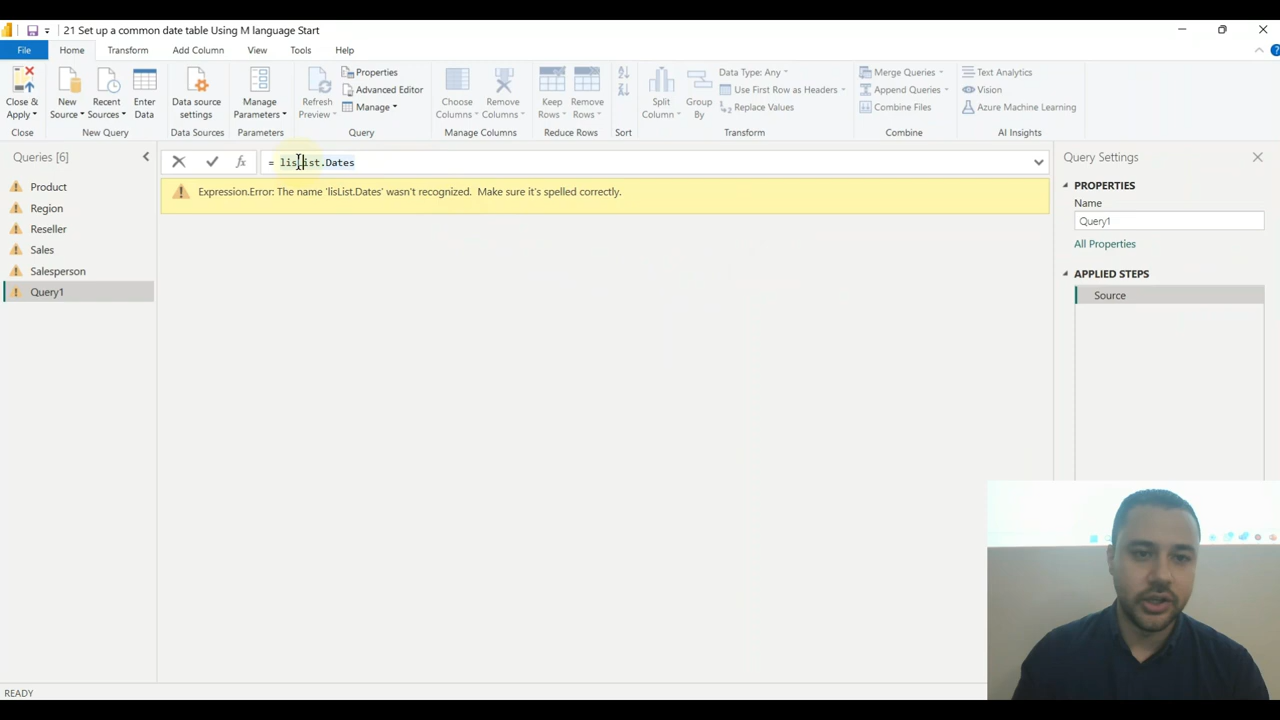 21 Set up a common date table Using M language Start
File Home Transform Add Column View Tools Help
Close & Apply
New Source
Recent Sources
Enter Data
Data source settings
Manage Parameters
Refresh Preview
Properties
Advanced Editor
Manage
Choose Columns
Remove Columns
Keep Rows
Remove Rows
Split Column
Group By
Data Type: Any
Use First Row as Headers
Replace Values
Merge Queries
Append Queries
Combine Files
Text Analytics
Vision
Azure Machine Learning
Close New Query Data Sources Parameters Query Manage Columns Reduce Rows Sort Transform Combine AI Insights
Queries [6]
Product
Region
Reseller
Sales
Salesperson
Query1
fx
= lisList.Dates
Expression.Error: The name 'lisList.Dates' wasn't recognized. Make sure it's spelled correctly.
Query Settings
PROPERTIES
Name
Query1
All Properties
APPLIED STEPS
Source
READY